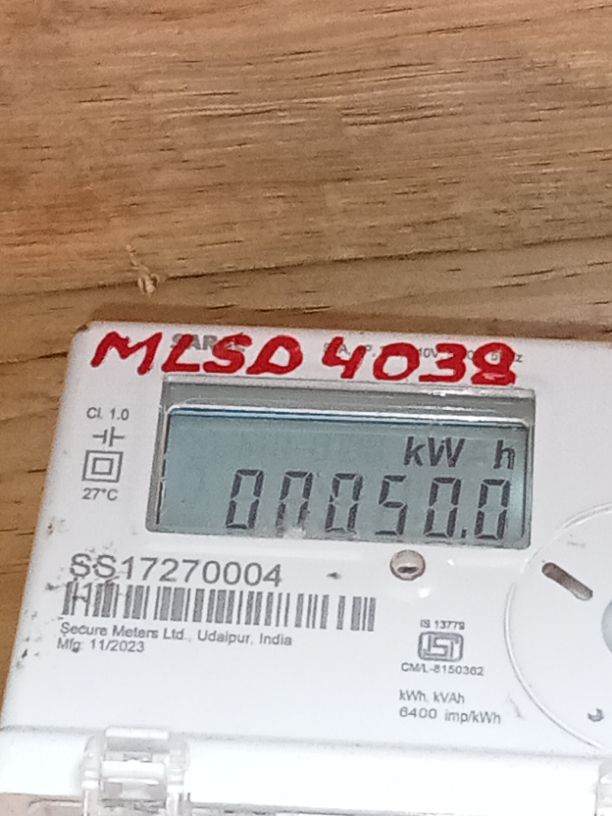 MLSD 4038
Cl. 1.0
27°C
kW h
00050.0
SS17270004
Secure Meters Ltd., Udaipur, India
Mfg. 11/2023
IS 13779
CM/L-8150362
kWh, kVAh
6400 imp/kWh